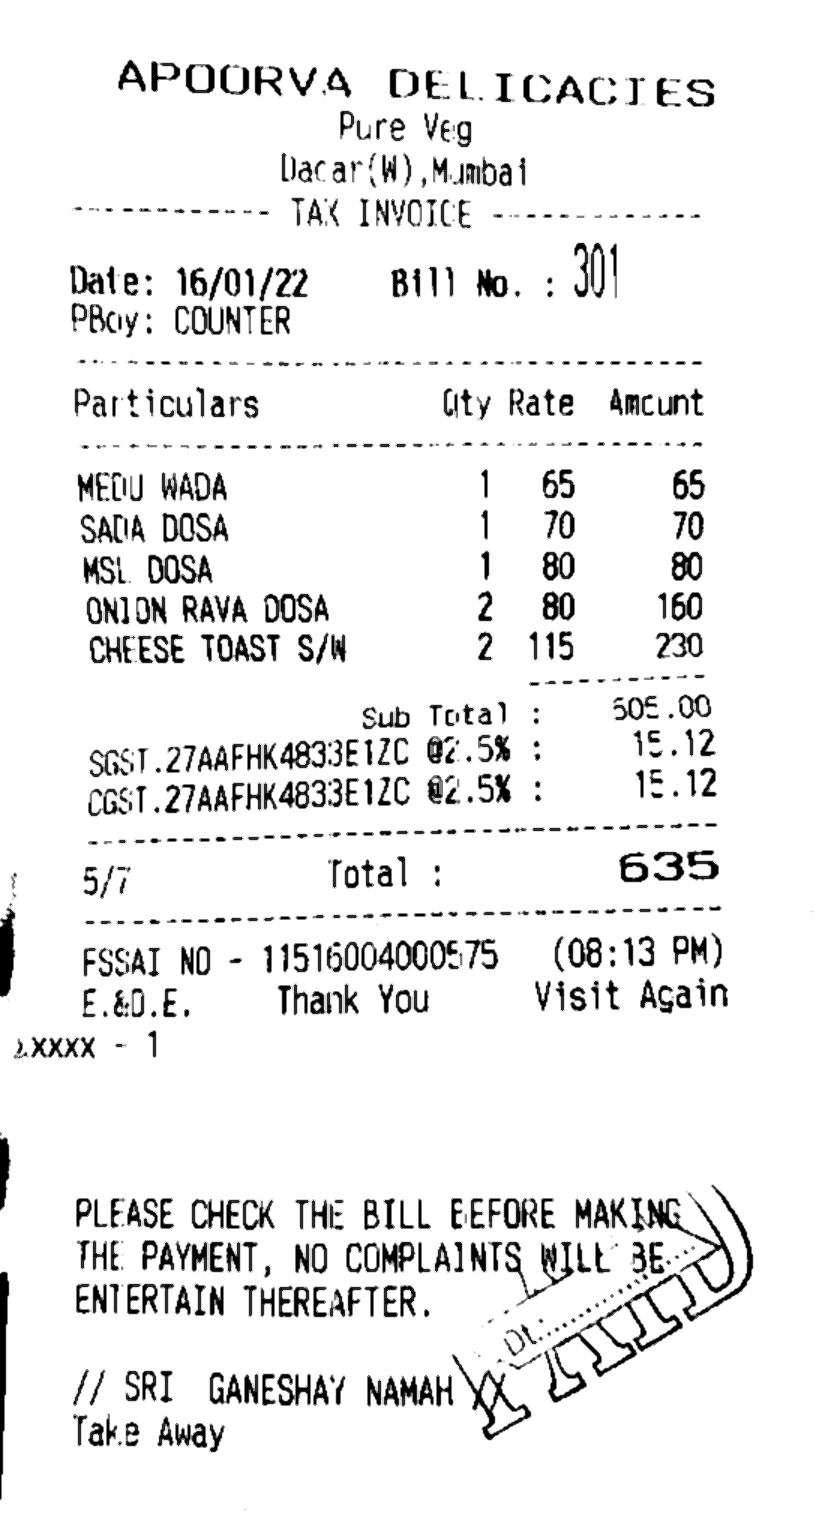 APOORVA DELICACIES
Pure Veg
Dadar(W),Mumbai
------------ TAX INVOICE -------------
Date: 16/01/22 Bill No. : 301
PBoy: COUNTER
Particulars Qty Rate Amount
MEDU WADA 1 65 65
SADA DOSA 1 70 70
MSL DOSA 1 80 80
ONION RAVA DOSA 2 80 160
CHEESE TOAST S/W 2 115 230
Sub Total : 605.00
SGST.27AAFHK4833E1ZC @2.5% : 15.12
CGST.27AAFHK4833E1ZC @2.5% : 15.12
5/7 Total : 635
FSSAI NO - 11516004000575 (08:13 PM)
E.&O.E. Thank You Visit Again
XXXX - 1
PLEASE CHECK THE BILL BEFORE MAKING
THE PAYMENT, NO COMPLAINTS WILL BE
ENTERTAIN THEREAFTER.
Dt:
// SRI GANESHAY NAMAH
Take Away